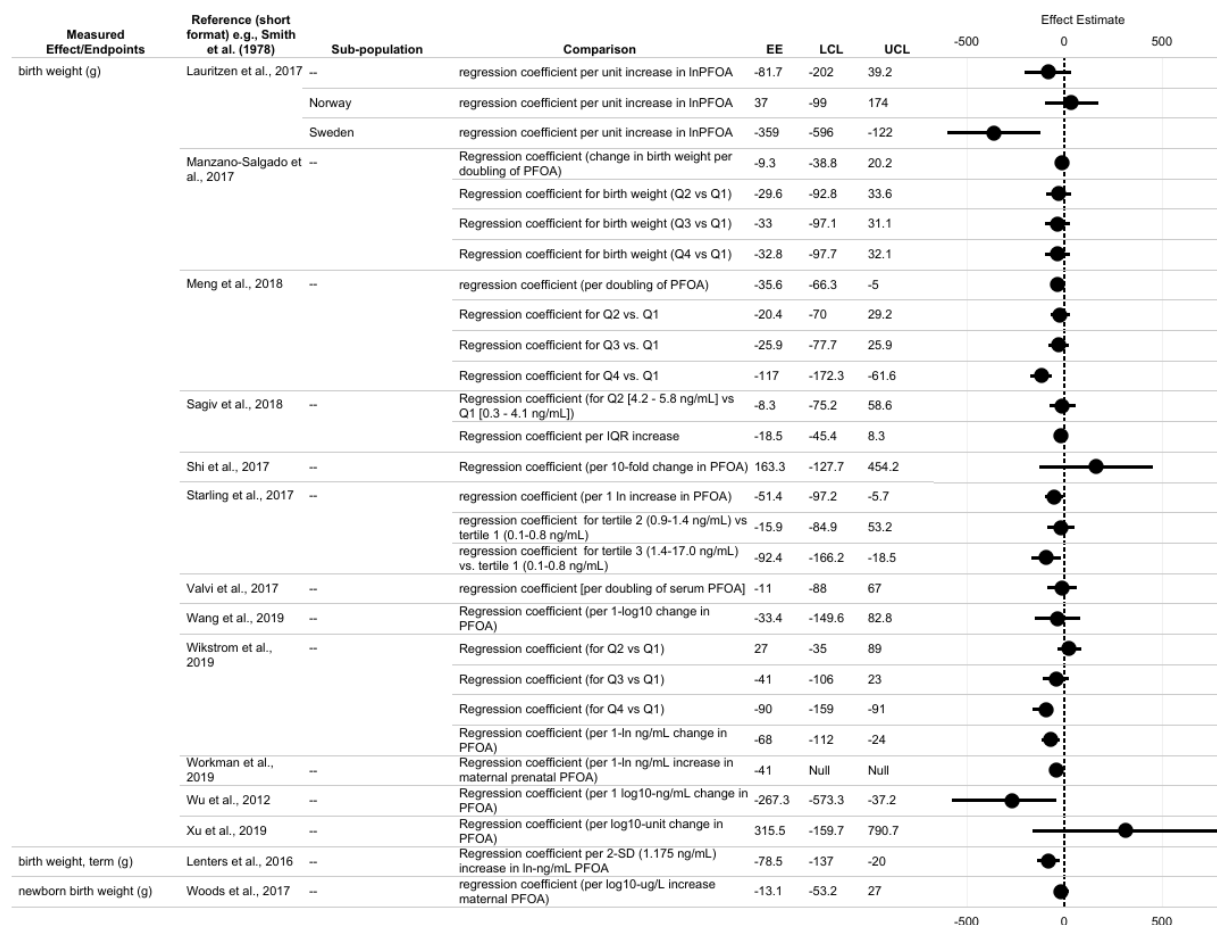 Effect Estimate
Measured Effect/Endpoints Reference (short format) e.g., Smith et al. (1978) Sub-population Comparison EE LCL UCL -500 0 500
birth weight (g) Lauritzen et al., 2017 -- regression coefficient per unit increase in lnPFOA -81.7 -202 39.2
Norway regression coefficient per unit increase in lnPFOA 37 -99 174
Sweden regression coefficient per unit increase in lnPFOA -359 -596 -122
Manzano-Salgado et al., 2017 -- Regression coefficient (change in birth weight per doubling of PFOA) -9.3 -38.8 20.2
Regression coefficient for birth weight (Q2 vs Q1) -29.6 -92.8 33.6
Regression coefficient for birth weight (Q3 vs Q1) -33 -97.1 31.1
Regression coefficient for birth weight (Q4 vs Q1) -32.8 -97.7 32.1
Meng et al., 2018 -- regression coefficient (per doubling of PFOA) -35.6 -66.3 -5
Regression coefficient for Q2 vs. Q1 -20.4 -70 29.2
Regression coefficient for Q3 vs. Q1 -25.9 -77.7 25.9
Regression coefficient for Q4 vs. Q1 -117 -172.3 -61.6
Sagiv et al., 2018 -- Regression coefficient (for Q2 [4.2 - 5.8 ng/mL] vs Q1 [0.3 - 4.1 ng/mL]) -8.3 -75.2 58.6
Regression coefficient per IQR increase -18.5 -45.4 8.3
Shi et al., 2017 -- Regression coefficient (per 10-fold change in PFOA) 163.3 -127.7 454.2
Starling et al., 2017 -- regression coefficient (per 1 ln increase in PFOA) -51.4 -97.2 -5.7
regression coefficient for tertile 2 (0.9-1.4 ng/mL) vs tertile 1 (0.1-0.8 ng/mL) -15.9 -84.9 53.2
regression coefficient for tertile 3 (1.4-17.0 ng/mL) vs. tertile 1 (0.1-0.8 ng/mL) -92.4 -166.2 -18.5
Valvi et al., 2017 -- regression coefficient [per doubling of serum PFOA] -11 -88 67
Wang et al., 2019 -- Regression coefficient (per 1-log10 change in PFOA) -33.4 -149.6 82.8
Wikstrom et al., 2019 -- Regression coefficient (for Q2 vs Q1) 27 -35 89
Regression coefficient (for Q3 vs Q1) -41 -106 23
Regression coefficient (for Q4 vs Q1) -90 -159 -91
Regression coefficient (per 1-ln ng/mL change in PFOA) -68 -112 -24
Workman et al., 2019 -- Regression coefficient (per 1-ln ng/mL increase in maternal prenatal PFOA) -41 Null Null
Wu et al., 2012 -- Regression coefficient (per 1 log10-ng/mL change in PFOA) -267.3 -573.3 -37.2
Xu et al., 2019 -- Regression coefficient (per log10-unit change in PFOA) 315.5 -159.7 790.7
birth weight, term (g) Lenters et al., 2016 -- Regression coefficient per 2-SD (1.175 ng/mL) increase in ln-ng/mL PFOA -78.5 -137 -20
newborn birth weight (g) Woods et al., 2017 -- regression coefficient (per log10-ug/L increase maternal PFOA) -13.1 -53.2 27
-500 0 500